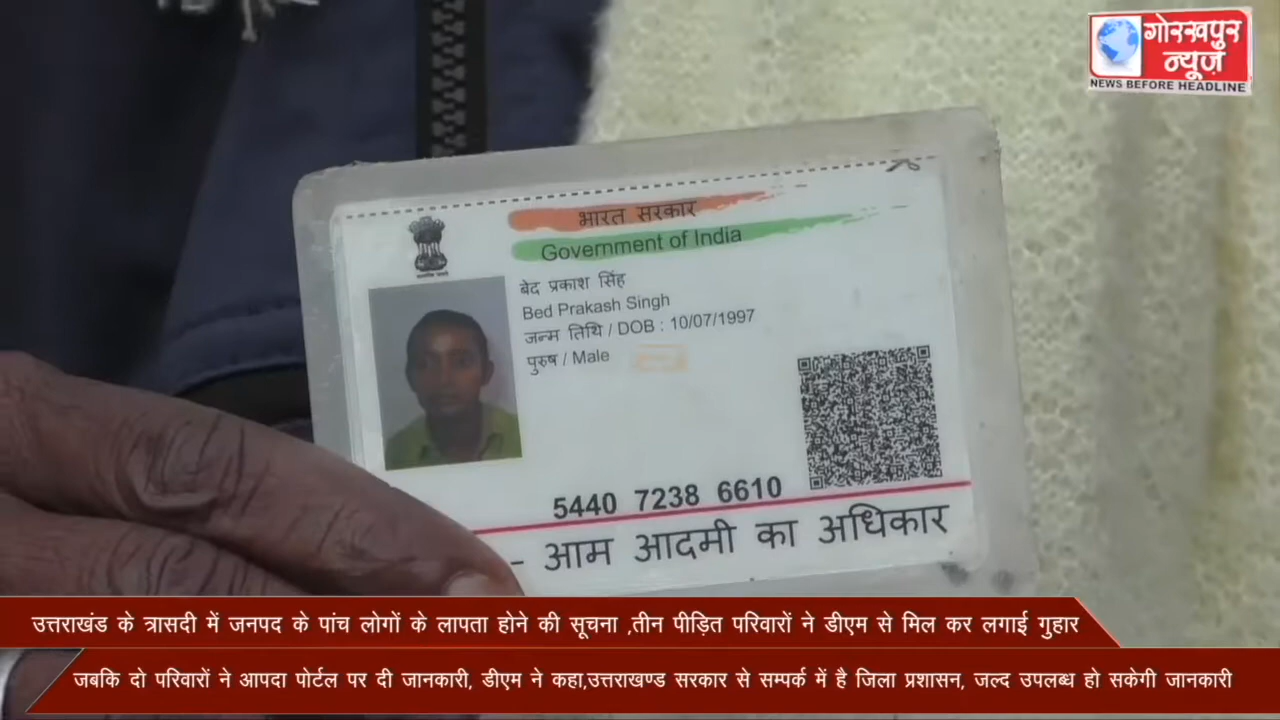 गोरखपुर
न्यूज़
NEWS BEFORE HEADLINE
भारत सरकार
Government of India
बेद प्रकाश सिंह
Bed Prakash Singh
जन्म तिथि / DOB : 10/07/1997
पुरुष / Male
5440 7238 6610
- आम आदमी का अधिकार
उत्तराखंड के त्रासदी में जनपद के पांच लोगों के लापता होने की सूचना ,तीन पीड़ित परिवारों ने डीएम से मिल कर लगाई गुहार
जबकि दो परिवारों ने आपदा पोर्टल पर दी जानकारी, डीएम ने कहा,उत्तराखण्ड सरकार से सम्पर्क में है जिला प्रशासन, जल्द उपलब्ध हो सकेगी जानकारी